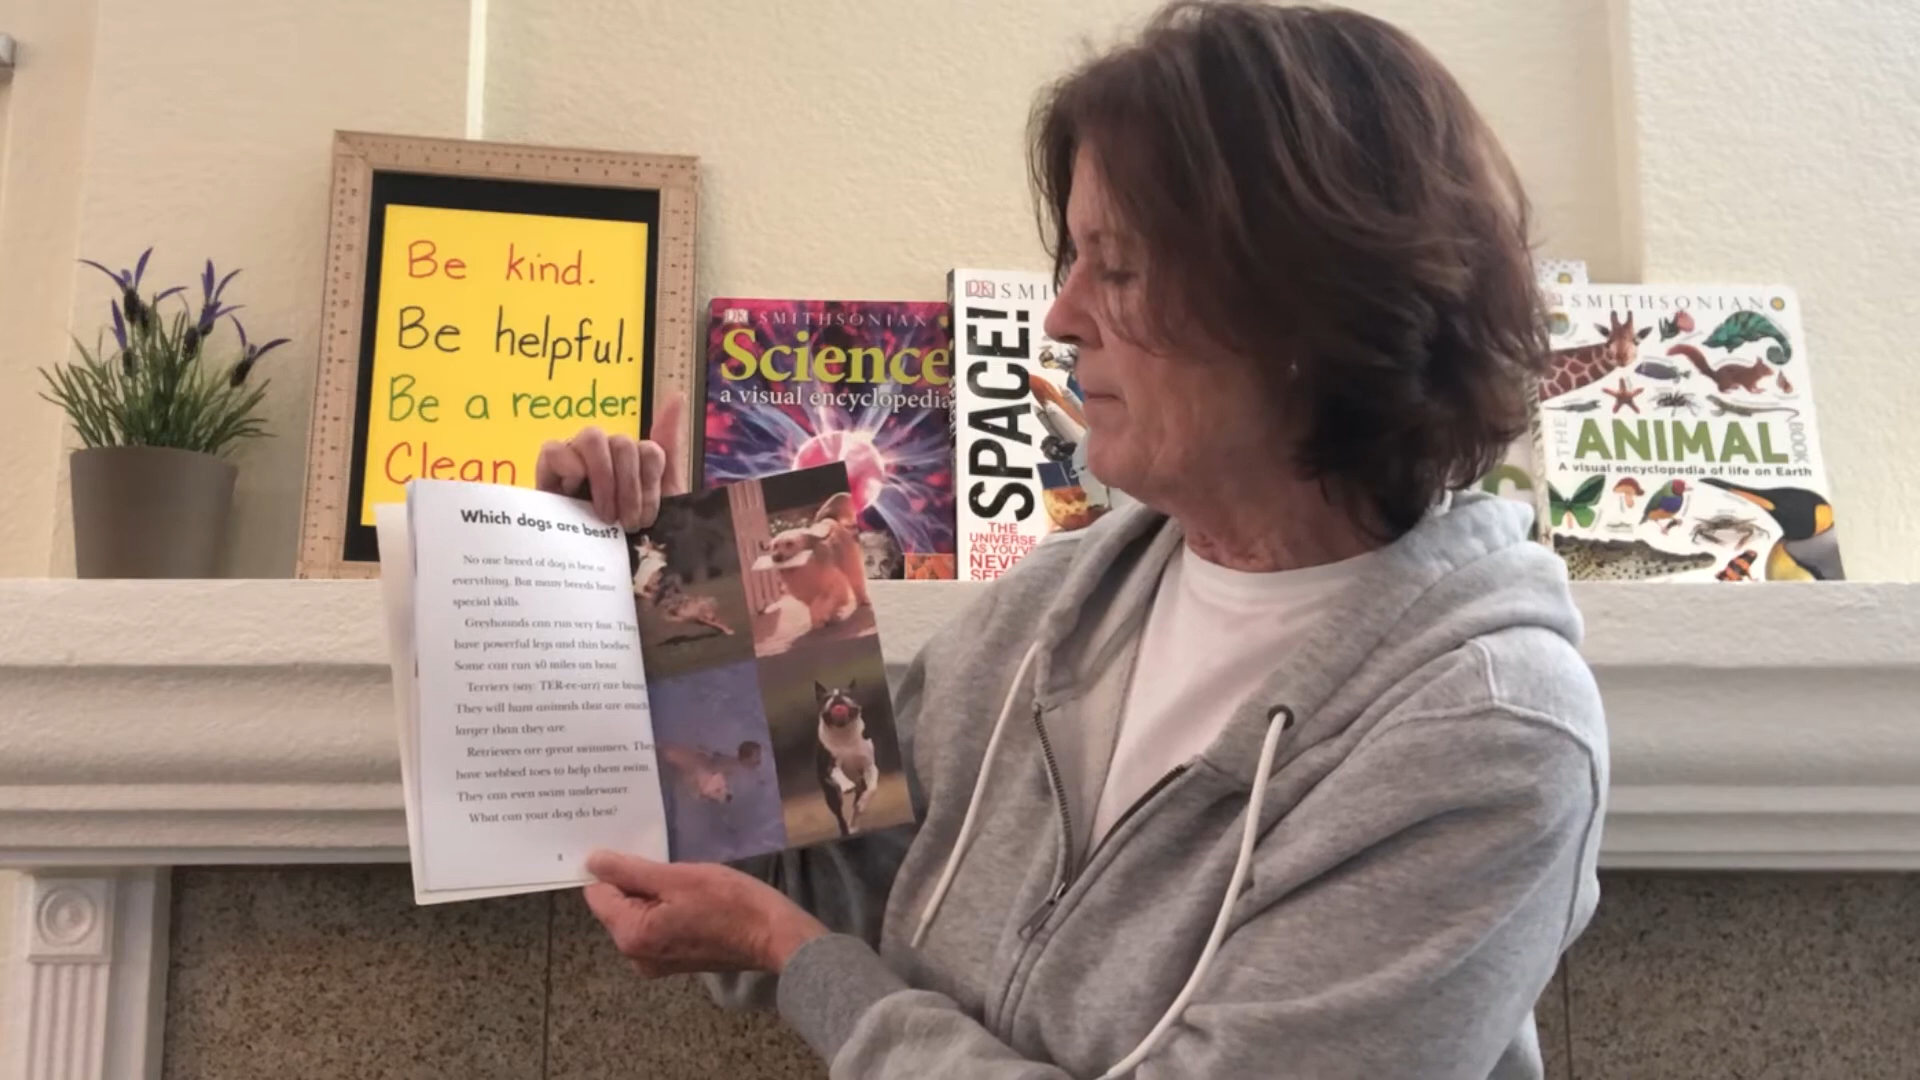 Be kind.
Be helpful.
Be a reader.
Clean
DK SMITHSONIAN
Science
a visual encyclopedia
DK SMI
SPACE!
THE
UNIVERSE
AS YOU'VE
NEVER
SEE
SMITHSONIAN
THE
ANIMAL
BOOK
A visual encyclopedia of life on Earth
Which dogs are best?
No one breed of dog is best at
everything. But many breeds have
special skills.
Greyhounds can run very fast. They
have powerful legs and thin bodies.
Some can run 40 miles an hour.
Terriers (say: TER-ee-urz) are brave.
They will hunt animals that are much
larger than they are.
Retrievers are great swimmers. They
have webbed toes to help them swim.
They can even swim underwater.
What can your dog do best?
8